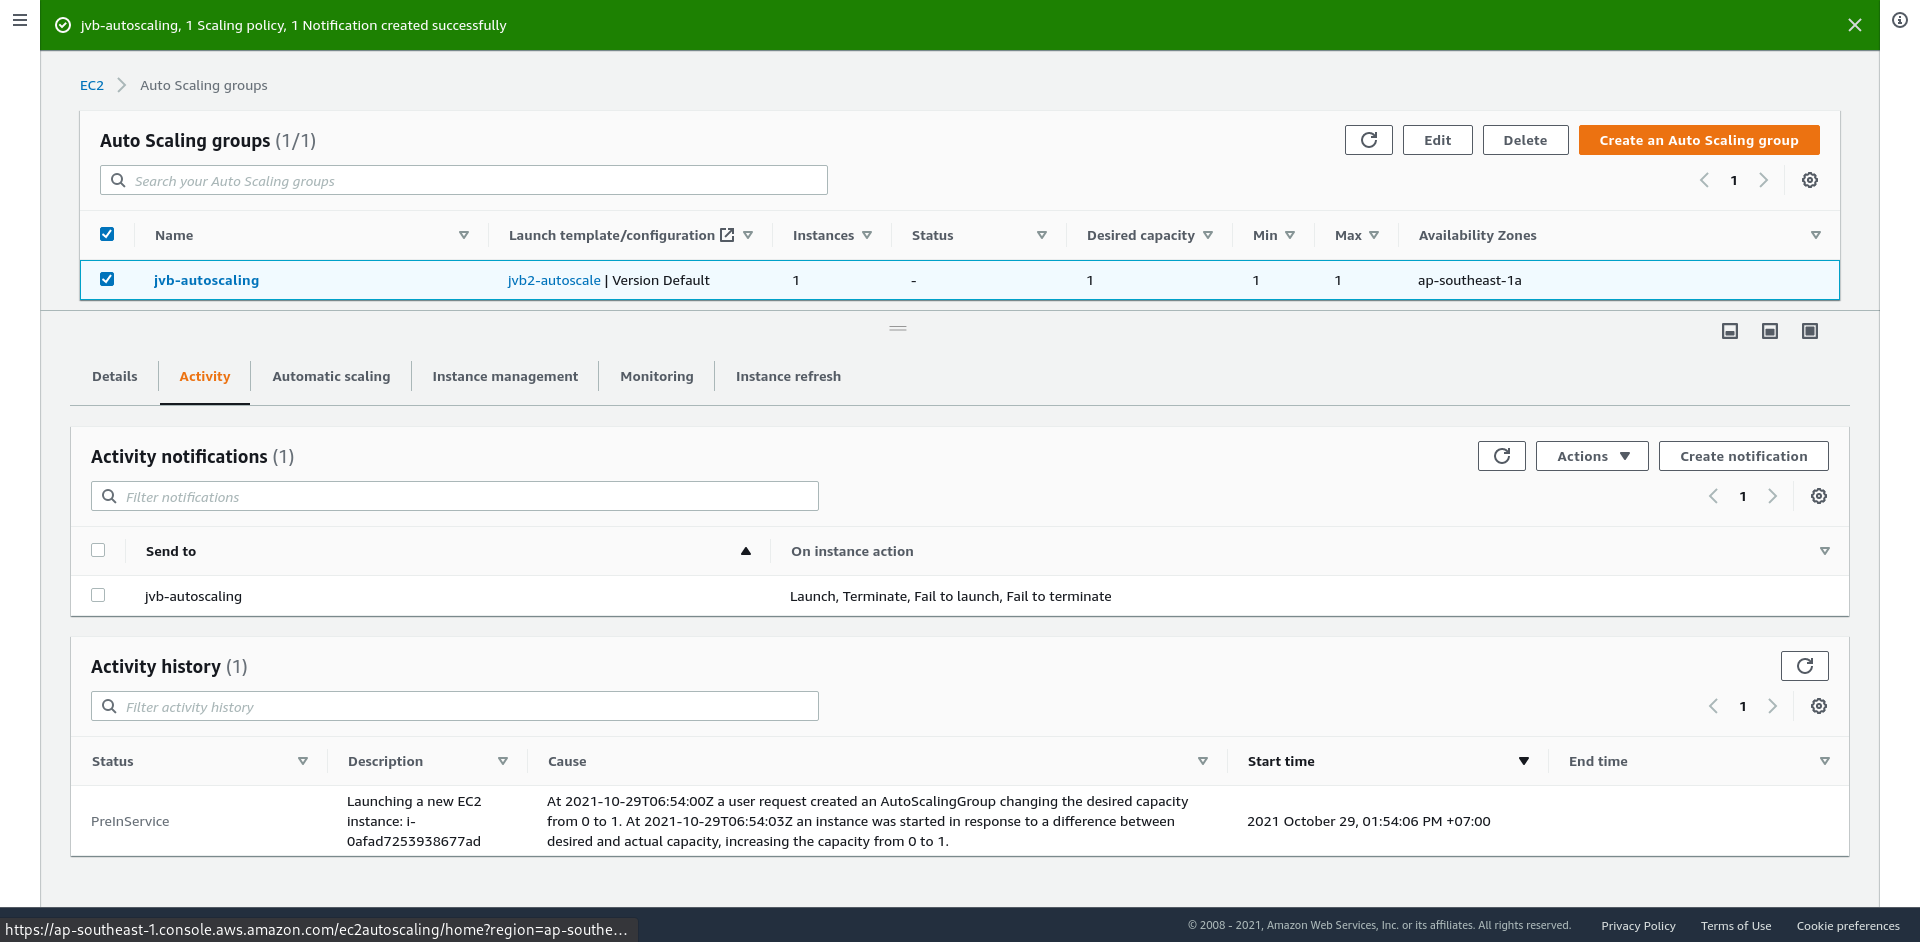 jvb-autoscaling, 1 Scaling policy, 1 Notification created successfully
EC2 Auto Scaling groups
Auto Scaling groups (1/1)
Edit Delete Create an Auto Scaling group
Search your Auto Scaling groups
1
Name Launch template/configuration Instances Status Desired capacity Min Max Availability Zones
jvb-autoscaling jvb2-autoscale | Version Default 1 - 1 1 1 ap-southeast-1a
Details Activity Automatic scaling Instance management Monitoring Instance refresh
Activity notifications (1)
Actions Create notification
Filter notifications
1
Send to On instance action
jvb-autoscaling Launch, Terminate, Fail to launch, Fail to terminate
Activity history (1)
Filter activity history
1
Status Description Cause Start time End time
PreInService
Launching a new EC2
instance: i-
0afad7253938677ad
At 2021-10-29T06:54:00Z a user request created an AutoScalingGroup changing the desired capacity
from 0 to 1. At 2021-10-29T06:54:03Z an instance was started in response to a difference between
desired and actual capacity, increasing the capacity from 0 to 1.
2021 October 29, 01:54:06 PM +07:00
© 2008 - 2021, Amazon Web Services, Inc. or its affiliates. All rights reserved. Privacy Policy Terms of Use Cookie preferences
https://ap-southeast-1.console.aws.amazon.com/ec2autoscaling/home?region=ap-southe...